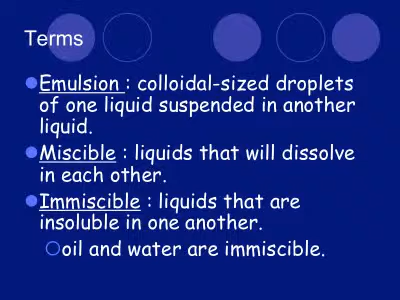 Terms
Emulsion : colloidal-sized droplets
of one liquid suspended in another
liquid.
Miscible : liquids that will dissolve
in each other.
Immiscible : liquids that are
insoluble in one another.
oil and water are immiscible.